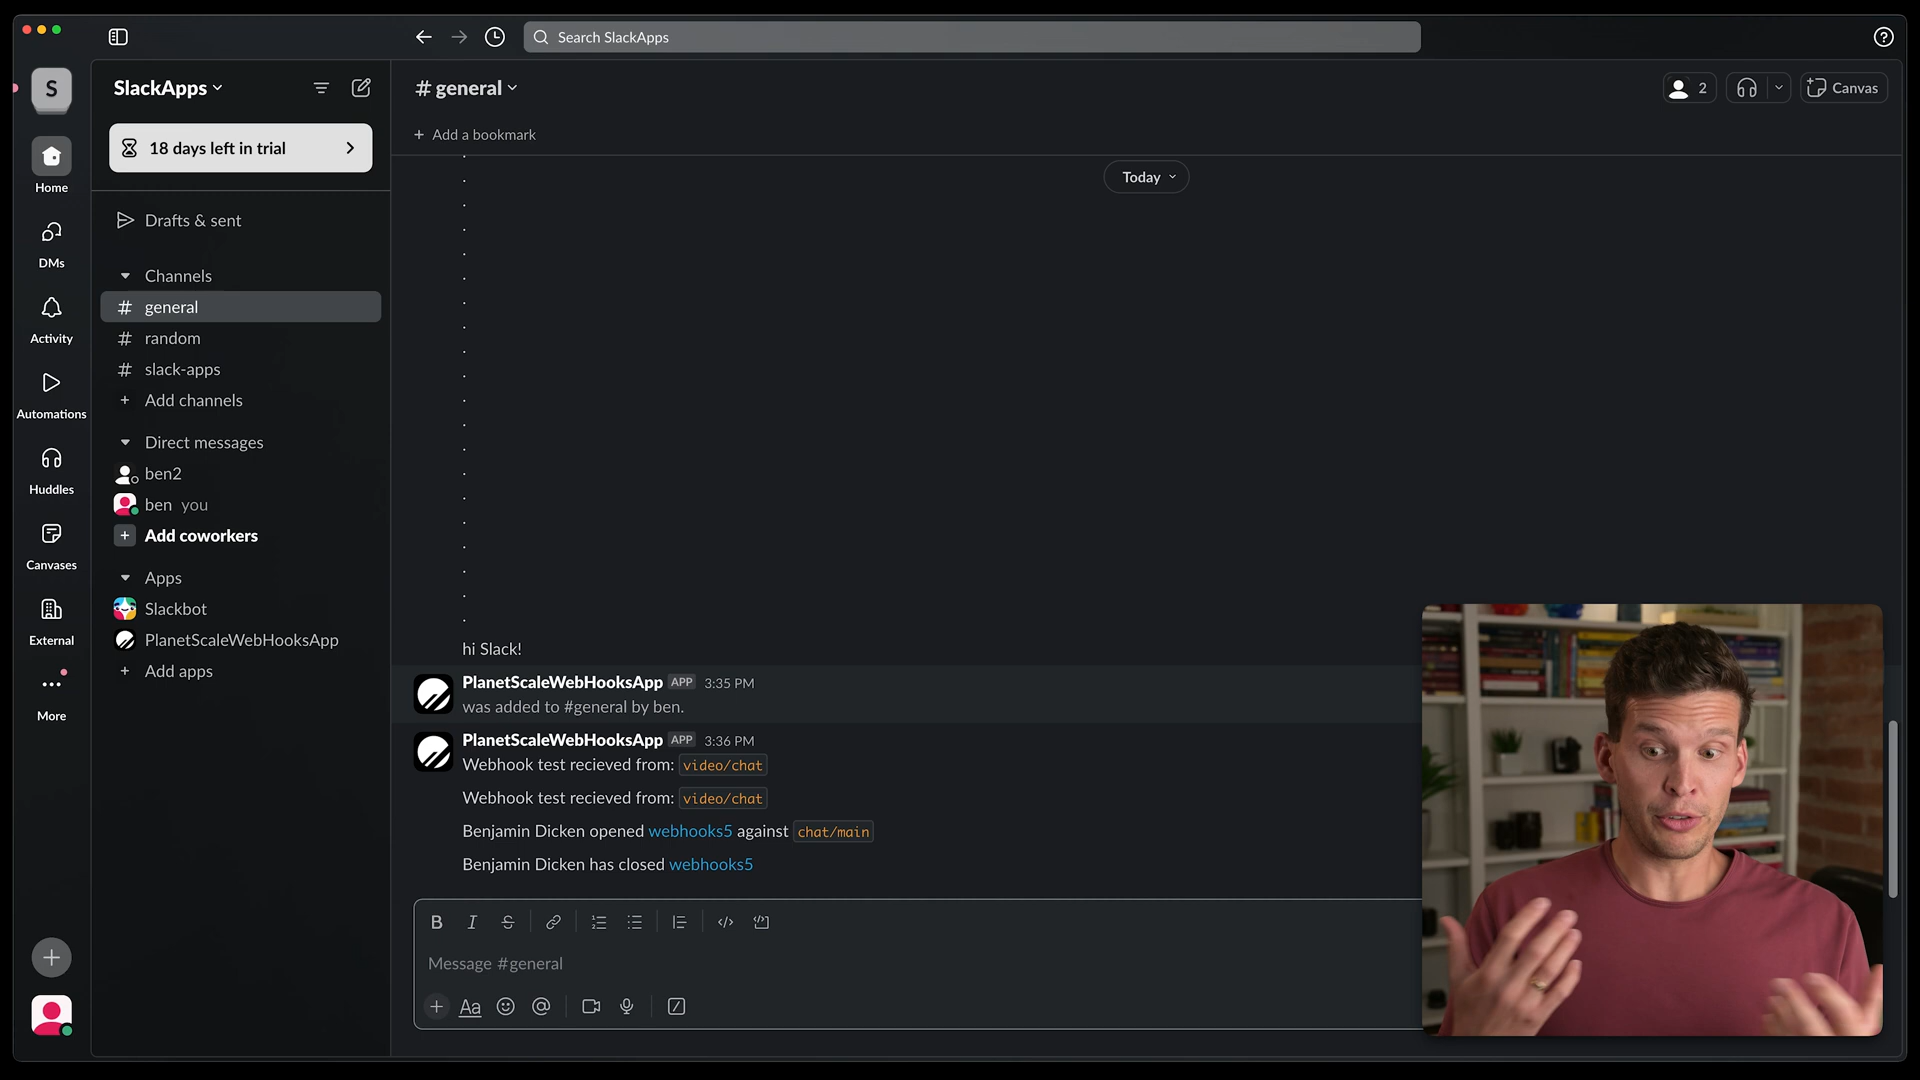 Search SlackApps
S
SlackApps
# general
2
Canvas
+ Add a bookmark
18 days left in trial
Today
Home
DMs
Activity
Automations
Huddles
Canvases
External
More
Drafts & sent
Channels
# general
# random
# slack-apps
+ Add channels
Direct messages
ben2
ben you
+ Add coworkers
Apps
Slackbot
PlanetScaleWebHooksApp
+ Add apps
hi Slack!
PlanetScaleWebHooksApp APP 3:35 PM
was added to #general by ben.
PlanetScaleWebHooksApp APP 3:36 PM
Webhook test recieved from: video/chat
Webhook test recieved from: video/chat
Benjamin Dicken opened webhooks5 against chat/main
Benjamin Dicken has closed webhooks5
B I S
Message #general
+ Aa @